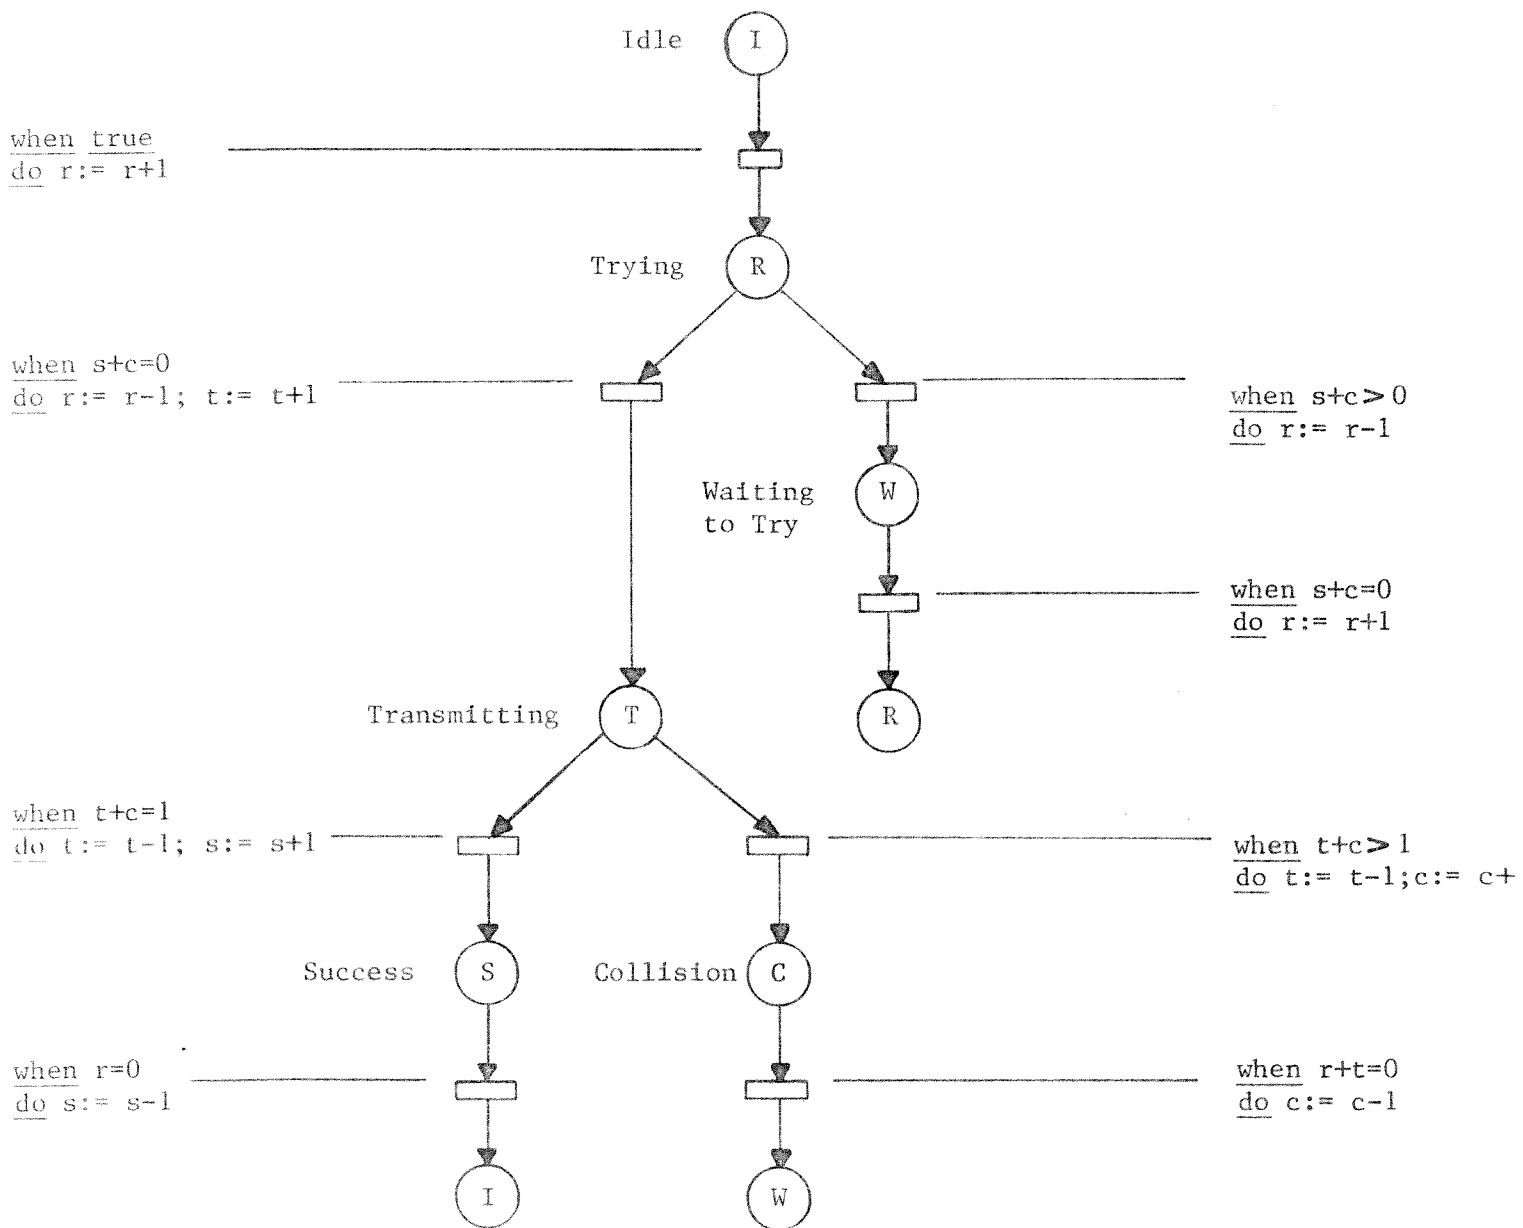 Idle
I
when true
do r:= r+1
Trying
R
when s+c=0
do r:= r-1; t:= t+1
when s+c>0
do r:= r-1
Waiting
to Try
W
when s+c=0
do r:= r+1
Transmitting
T
R
when t+c=1
do t:= t-1; s:= s+1
when t+c>1
do t:= t-1;c:= c+
Success
S
Collision
C
when r=0
do s:= s-1
when r+t=0
do c:= c-1
I
W